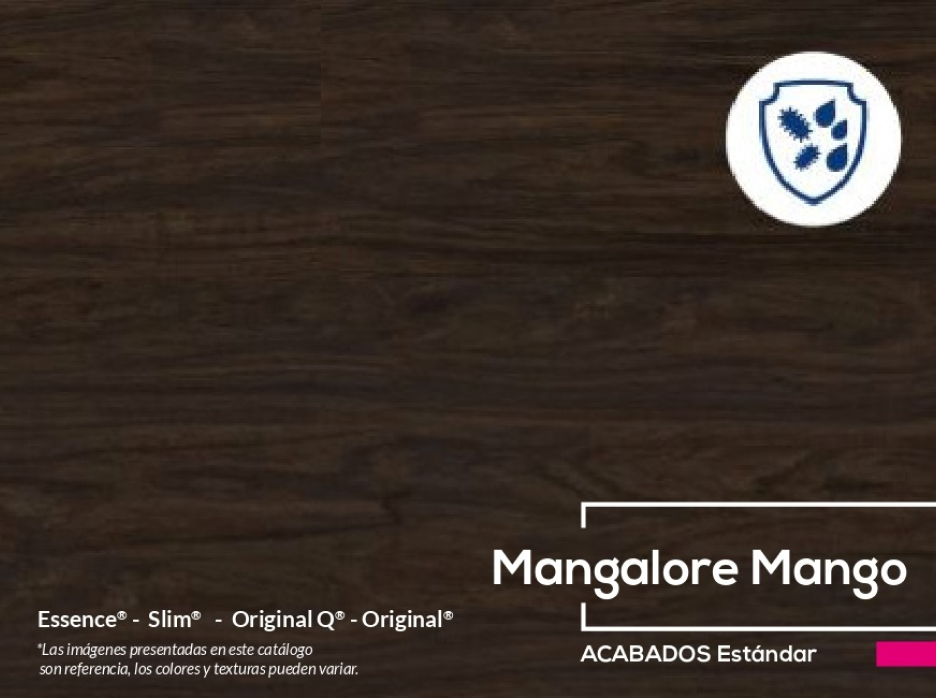 Mangalore Mango
Essence® - Slim® - Original Q® - Original®
*Las imágenes presentadas en este catálogo
son referencia, los colores y texturas pueden variar.
ACABADOS Estándar